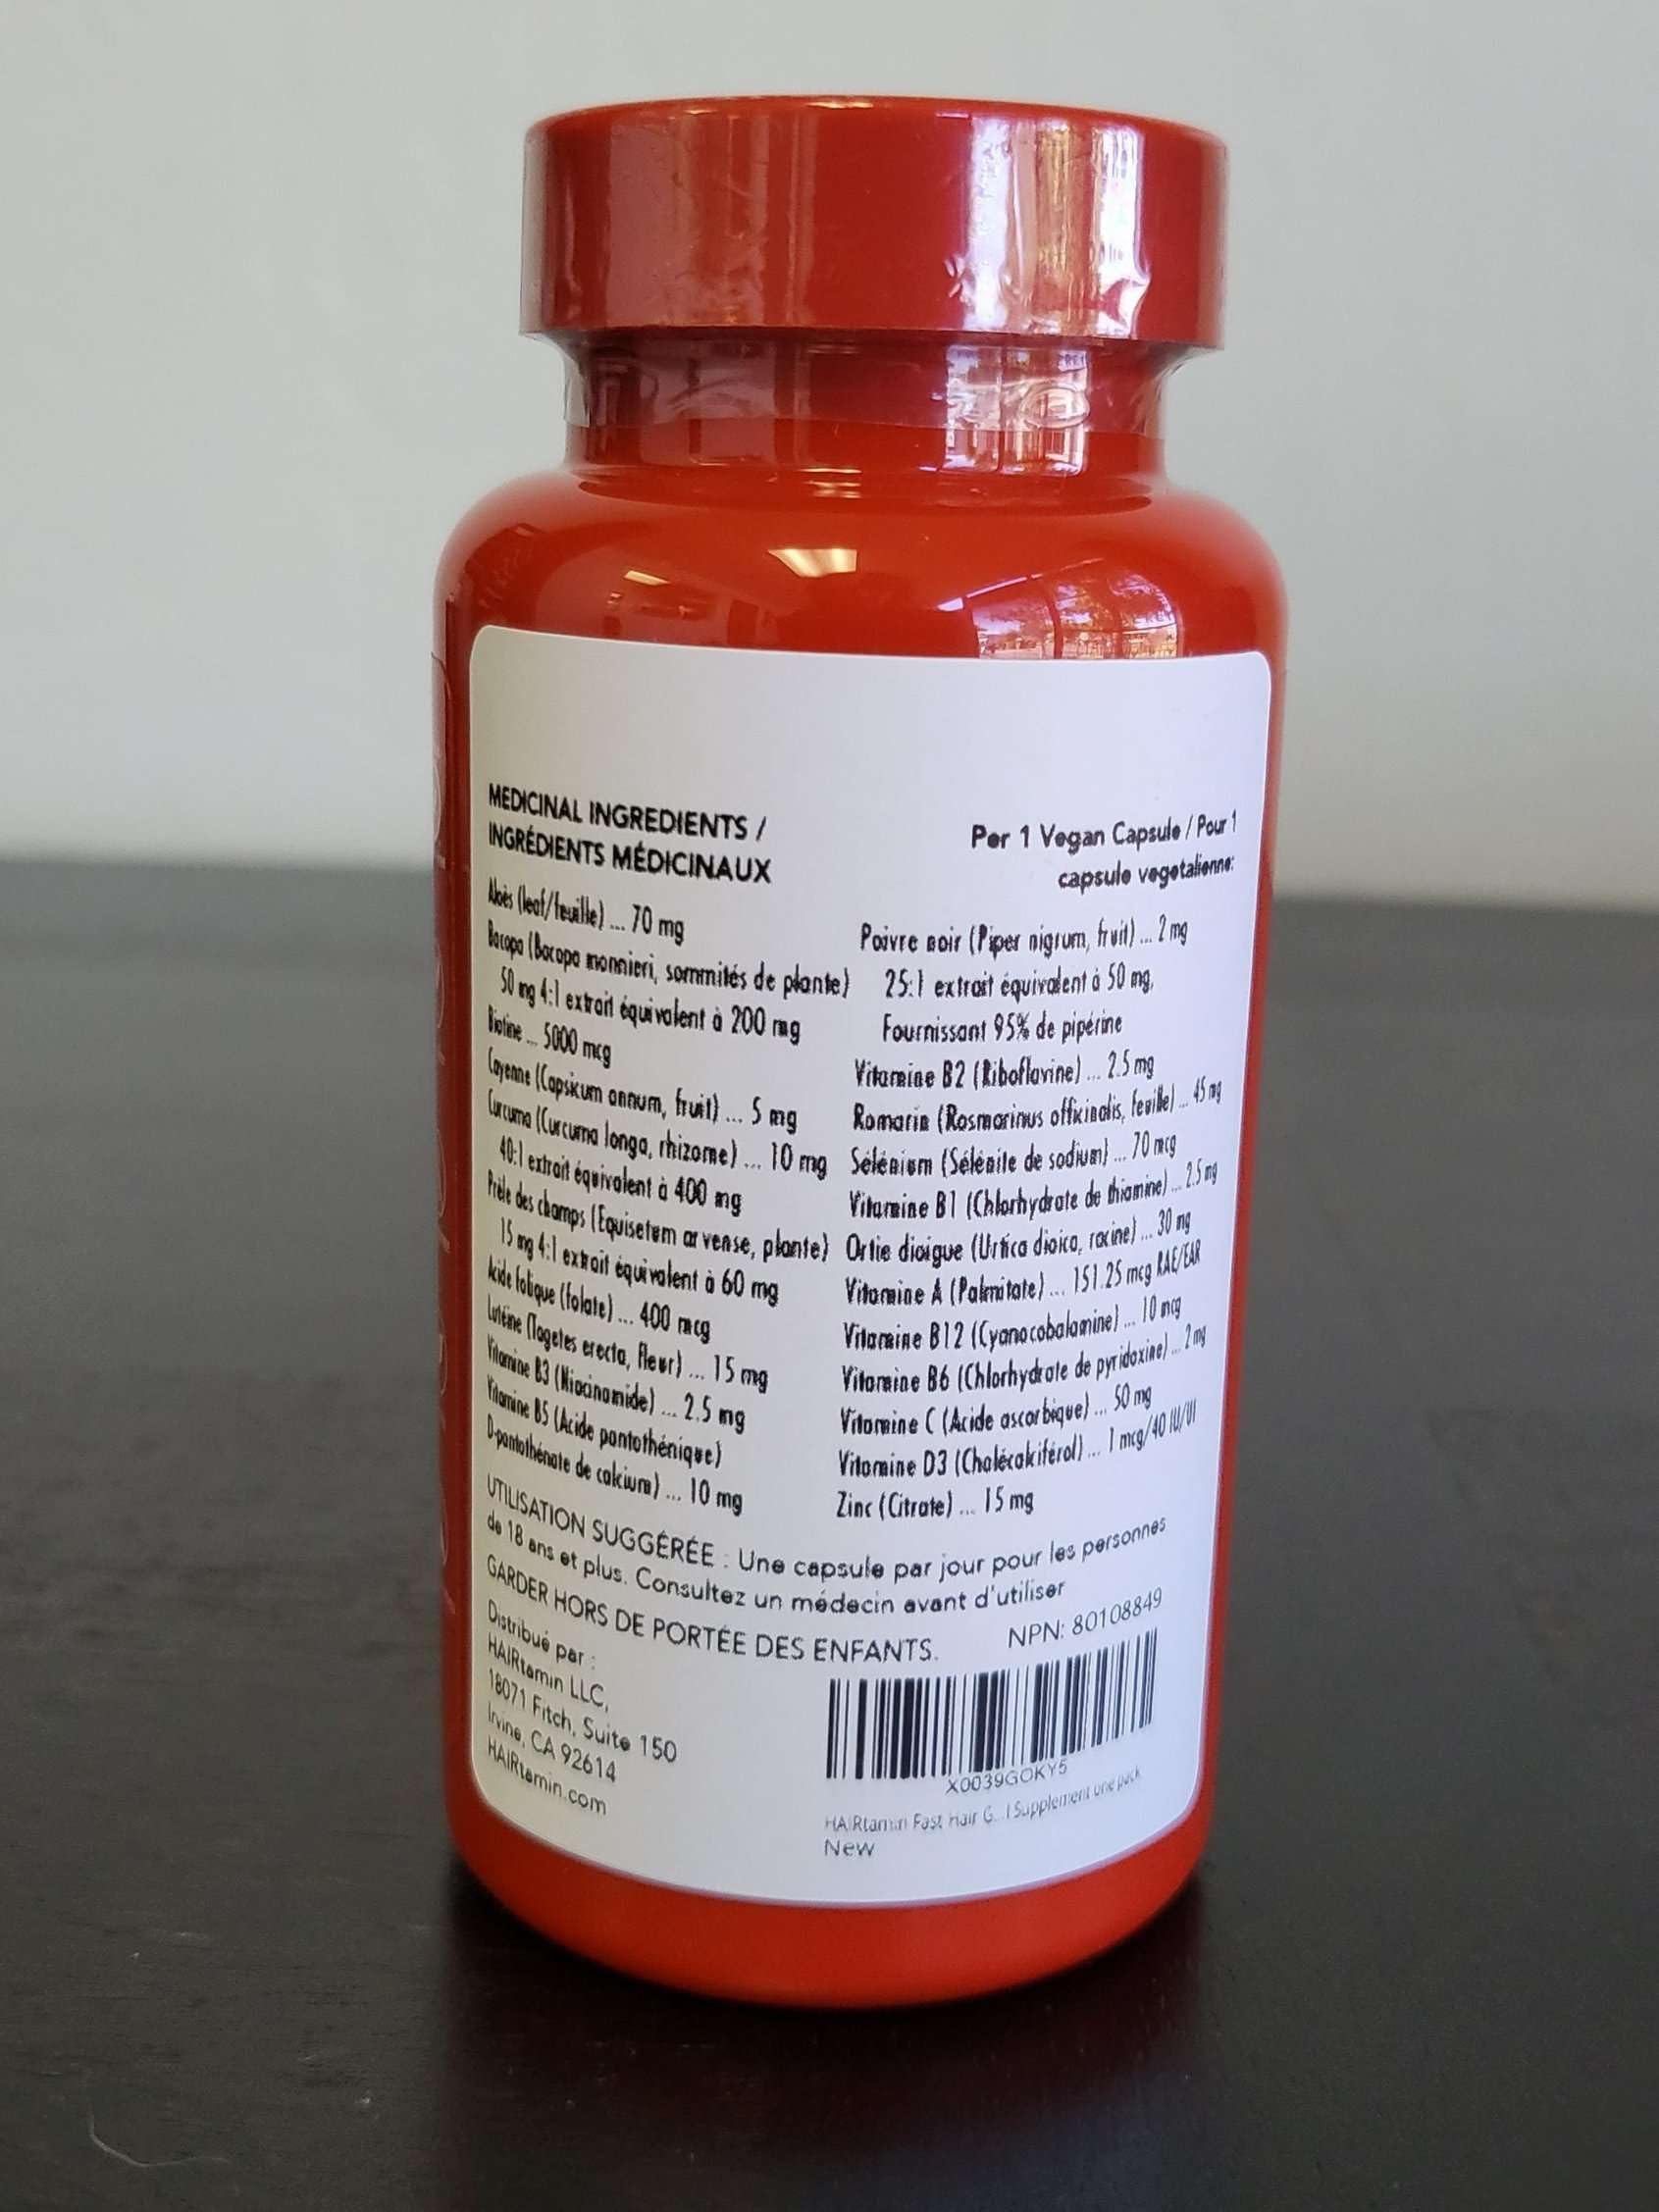 MEDICINAL INGREDIENTS /
INGRÉDIENTS MÉDICINAUX
Per 1 Vegan Capsule / Pour 1
capsule vegetalienne:
Aloès (leaf/feuille) ... 70 mg
Bacopa (Bacopa monnieri, sommités de plante)
50 mg 4:1 extrait équivalent à 200 mg
Biotine ... 5000 mcg
Cayenne (Capsicum annum, fruit) ... 5 mg
Curcuma (Curcuma longa, rhizome) ... 10 mg
40:1 extrait équivalent à 400 mg
Prêle des champs (Equisetum arvense, plante)
15 mg 4:1 extrait équivalent à 60 mg
Acide folique (folate) ... 400 mcg
Lutéine (Tagetes erecta, Fleur) ... 15 mg
Vitamine B3 (Niacinamide) ... 2.5 mg
Vitamine B5 (Acide pantothénique)
D-pantothénate de calcium) ... 10 mg
Poivre noir (Piper nigrum, fruit) ... 2 mg
25:1 extrait équivalent à 50 mg,
Fournissant 95% de pipérine
Vitamine B2 (Riboflavine) ... 2.5 mg
Romarin (Rosmarinus officinalis, feuille) ... 45 mg
Sélénium (Sélénite de sodium) ... 70 mcg
Vitamine B1 (Chlorhydrate de thiamine) ... 2.5 mg
Ortie dioïque (Urtica dioica, racine) ... 30 mg
Vitamine A (Palmitate) ... 151.25 mcg RAE/EAR
Vitamine B12 (Cyanocobalamine) ... 10 mcg
Vitamine B6 (Chlorhydrate de pyridoxine) ... 2 mg
Vitamine C (Acide ascorbique) ... 50 mg
Vitamine D3 (Cholécalciférol) ... 1 mcg/40 IU/UI
Zinc (Citrate) ... 15 mg
UTILISATION SUGGÉRÉE : Une capsule par jour pour les personnes
de 18 ans et plus. Consultez un médecin avant d'utiliser
GARDER HORS DE PORTÉE DES ENFANTS.
NPN: 80108849
Distribué par :
HAIRtamin LLC,
18071 Fitch, Suite 150
Irvine, CA 92614
HAIRtamin.com
X0039GOKY5
HAIRtamin Fast Hair G...l Supplement one pack
New